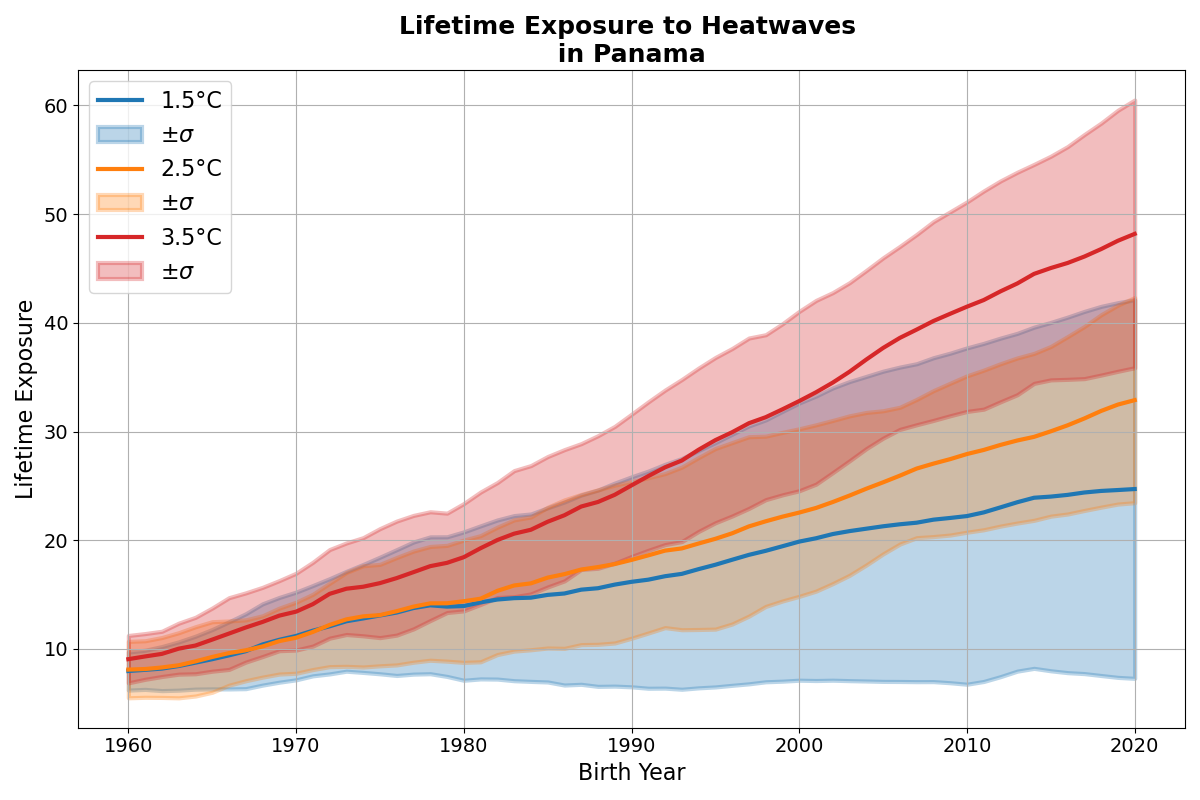 Lifetime Exposure to Heatwaves
in Panama
1.5°C
±σ
2.5°C
±σ
3.5°C
±σ
Lifetime Exposure
60
50
40
30
20
10
1960
1970
1980
1990
2000
2010
2020
Birth Year